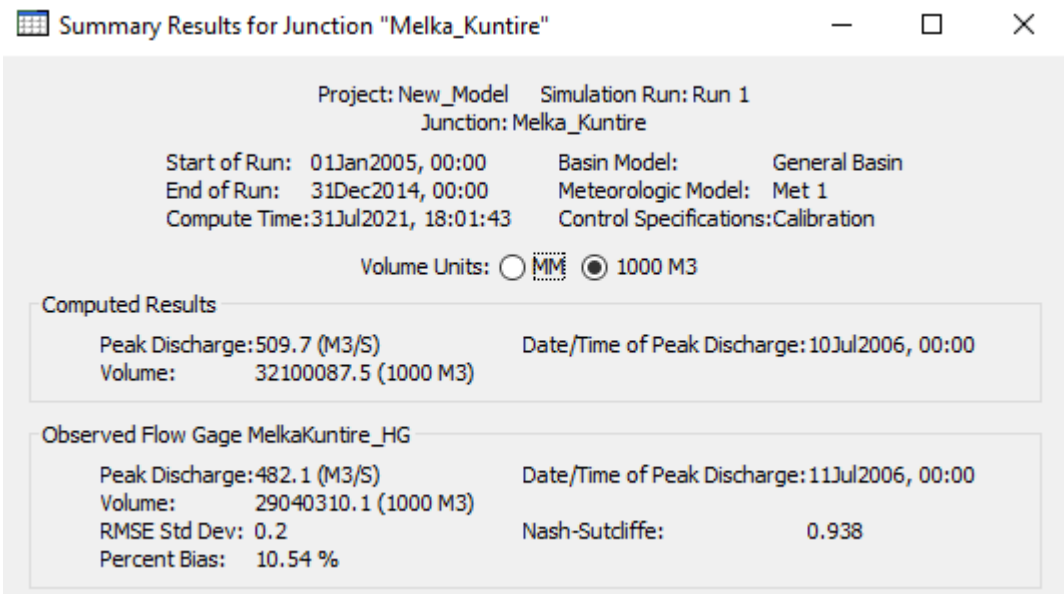 Summary Results for Junction "Melka_Kuntire"
Project: New_Model Simulation Run: Run 1
Junction: Melka_Kuntire
Start of Run: 01Jan2005, 00:00 Basin Model: General Basin
End of Run: 31Dec2014, 00:00 Meteorologic Model: Met 1
Compute Time:31Jul2021, 18:01:43 Control Specifications:Calibration
Volume Units: MM 1000 M3
Computed Results
Peak Discharge:509.7 (M3/S) Date/Time of Peak Discharge:10Jul2006, 00:00
Volume: 32100087.5 (1000 M3)
Observed Flow Gage MelkaKuntire_HG
Peak Discharge:482.1 (M3/S) Date/Time of Peak Discharge:11Jul2006, 00:00
Volume: 29040310.1 (1000 M3)
RMSE Std Dev: 0.2 Nash-Sutcliffe: 0.938
Percent Bias: 10.54 %